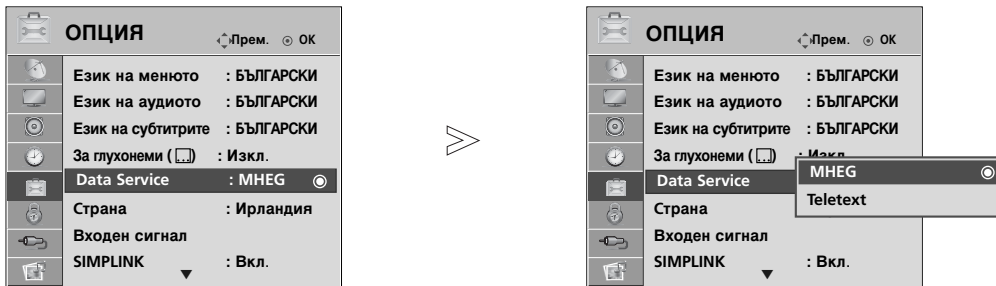 ОПЦИЯ Прем. OK
Език на менюто : БЪЛГАРСКИ
Език на аудиото : БЪЛГАРСКИ
Език на субтитрите : БЪЛГАРСКИ
За глухонеми ( ) : Изкл.
Data Service : MHEG
Страна : Ирландия
Входен сигнал
SIMPLINK : Вкл.
ОПЦИЯ Прем. OK
Език на менюто : БЪЛГАРСКИ
Език на аудиото : БЪЛГАРСКИ
Език на субтитрите : БЪЛГАРСКИ
За глухонеми ( ) : Изкл.
Data Service
MHEG
Teletext
Страна
Входен сигнал
SIMPLINK : Вкл.